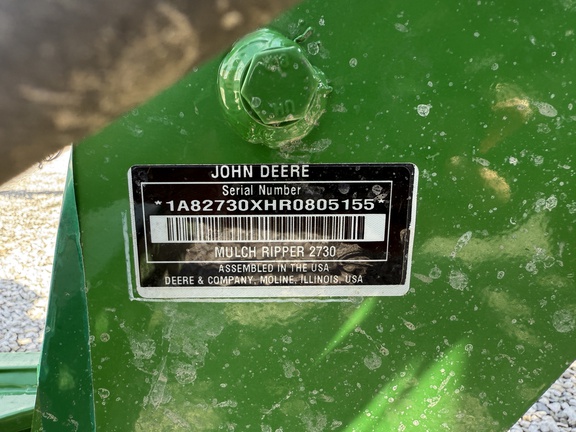 JOHN DEERE
Serial Number
*1A82730XHR0805155*
MULCH RIPPER 2730
ASSEMBLED IN THE USA
DEERE & COMPANY, MOLINE, ILLINOIS, USA